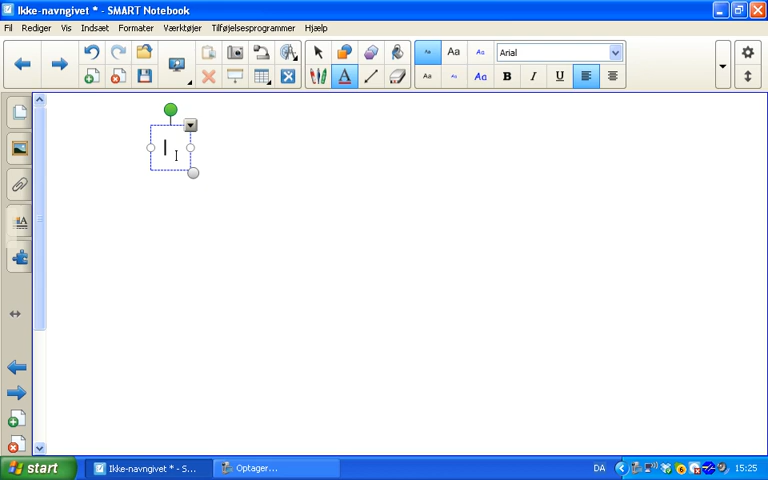 Ikke-navngivet * - SMART Notebook
Fil Rediger Vis Indsæt Formater Værktøjer Tilføjelsesprogrammer Hjælp
Aa Aa Aa Arial
A Aa Aa Aa B I U
start Ikke-navngivet * - S... Optager... DA 15:25